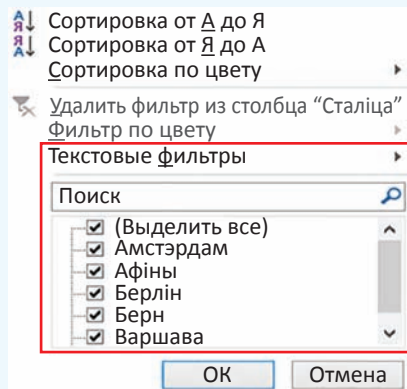 Сортировка от А до Я
Сортировка от Я до А
Сортировка по цвету
Удалить фильтр из столбца “Сталіца”
Фильтр по цвету
Текстовые фильтры
Поиск
(Выделить все)
Амстэрдам
Афіны
Берлін
Берн
Варшава
ОК Отмена